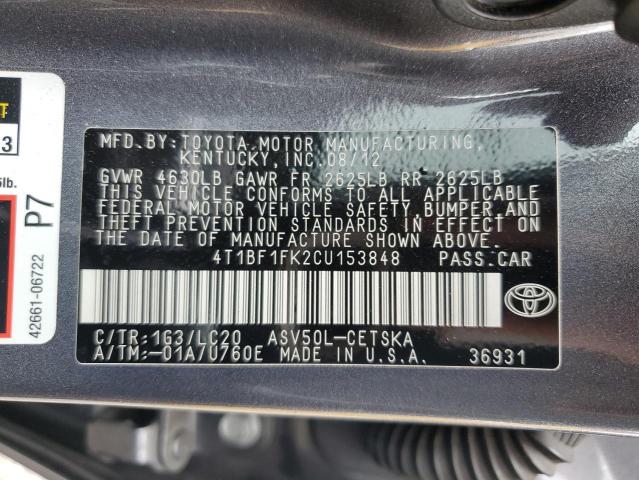 T
3
5lb.
P7
42661-06722
MFD.BY:TOYOTA MOTOR MANUFACTURING,
KENTUCKY, INC. 08/12
GVWR 4630LB GAWR FR 2625LB RR 2625LB
THIS VEHICLE CONFORMS TO ALL APPLICABLE
FEDERAL MOTOR VEHICLE SAFETY, BUMPER, AND
THEFT PREVENTION STANDARDS IN EFFECT ON
THE DATE OF MANUFACTURE SHOWN ABOVE.
4T1BF1FK2CU153848 PASS.CAR
C/TR:1G3/LC20 ASV50L-CETSKA
A/TM:-01A/U760E MADE IN U.S.A. 36931